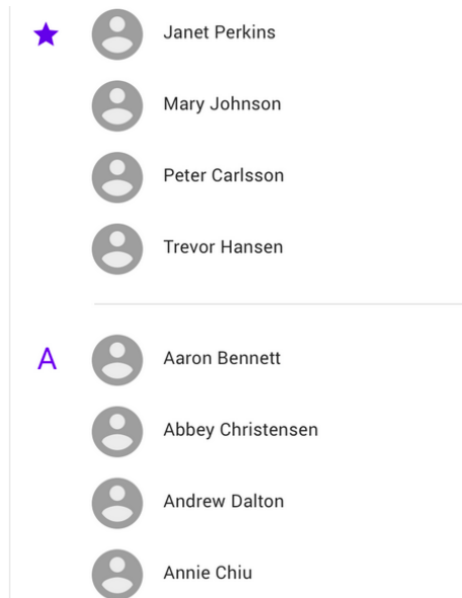 Janet Perkins
Mary Johnson
Peter Carlsson
Trevor Hansen
A
Aaron Bennett
Abbey Christensen
Andrew Dalton
Annie Chiu